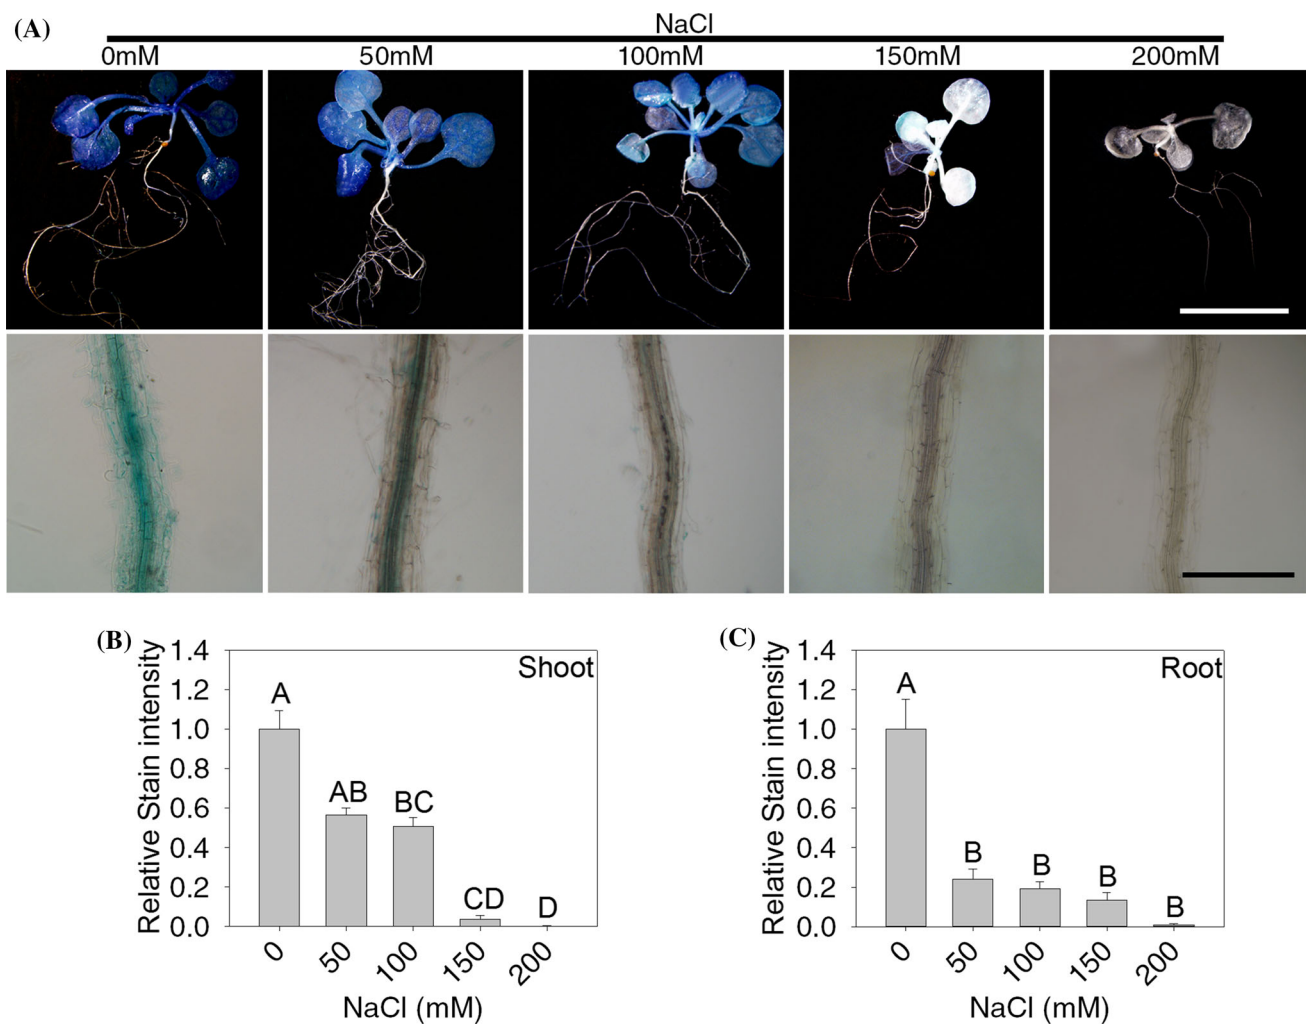 (A)
NaCl
0mM 50mM 100mM 150mM 200mM
(B)
Relative Stain intensity
1.4
1.2
1.0
0.8
0.6
0.4
0.2
0.0
Shoot
A
AB
BC
CD
D
0 50 100 150 200
NaCl (mM)
(C)
Relative Stain intensity
1.4
1.2
1.0
0.8
0.6
0.4
0.2
0.0
Root
A
B
B
B
B
0 50 100 150 200
NaCl (mM)